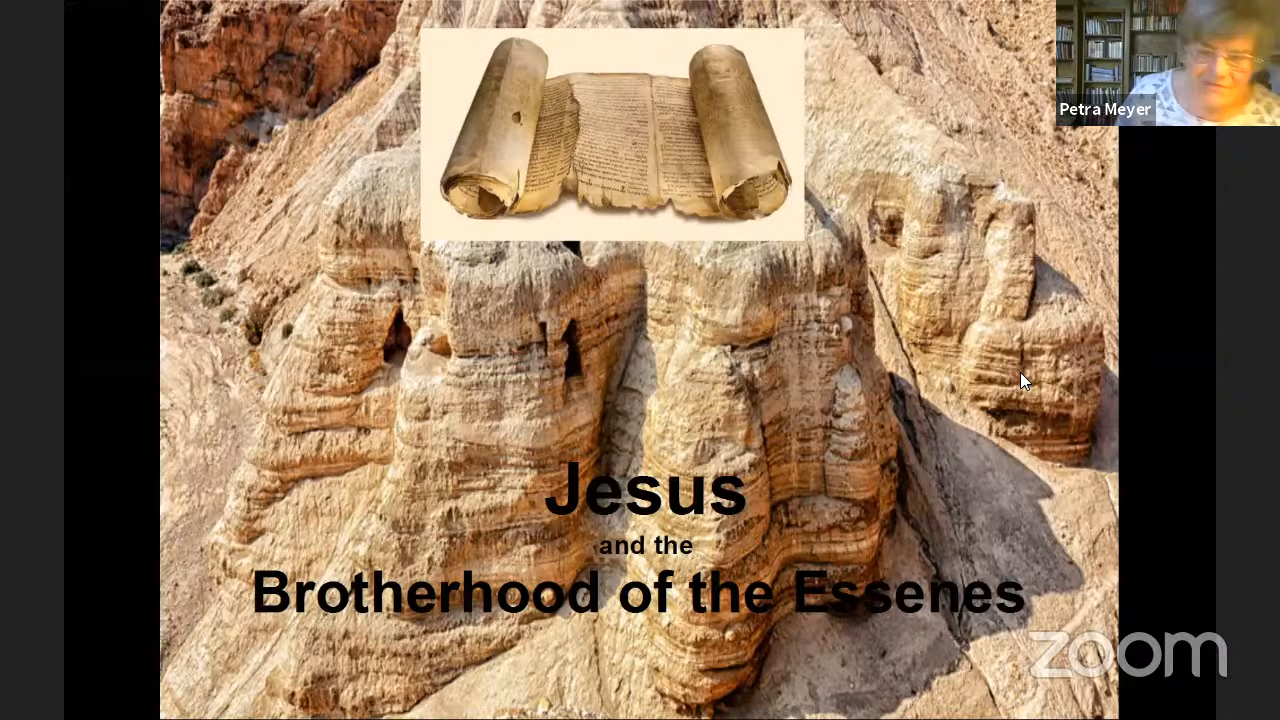 Petra Meyer
Jesus
and the
Brotherhood of the Essenes
zoom